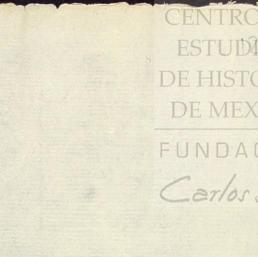 CENTRO
ESTUDI
DE HISTO
DE MEX
FUNDAC
Carlos